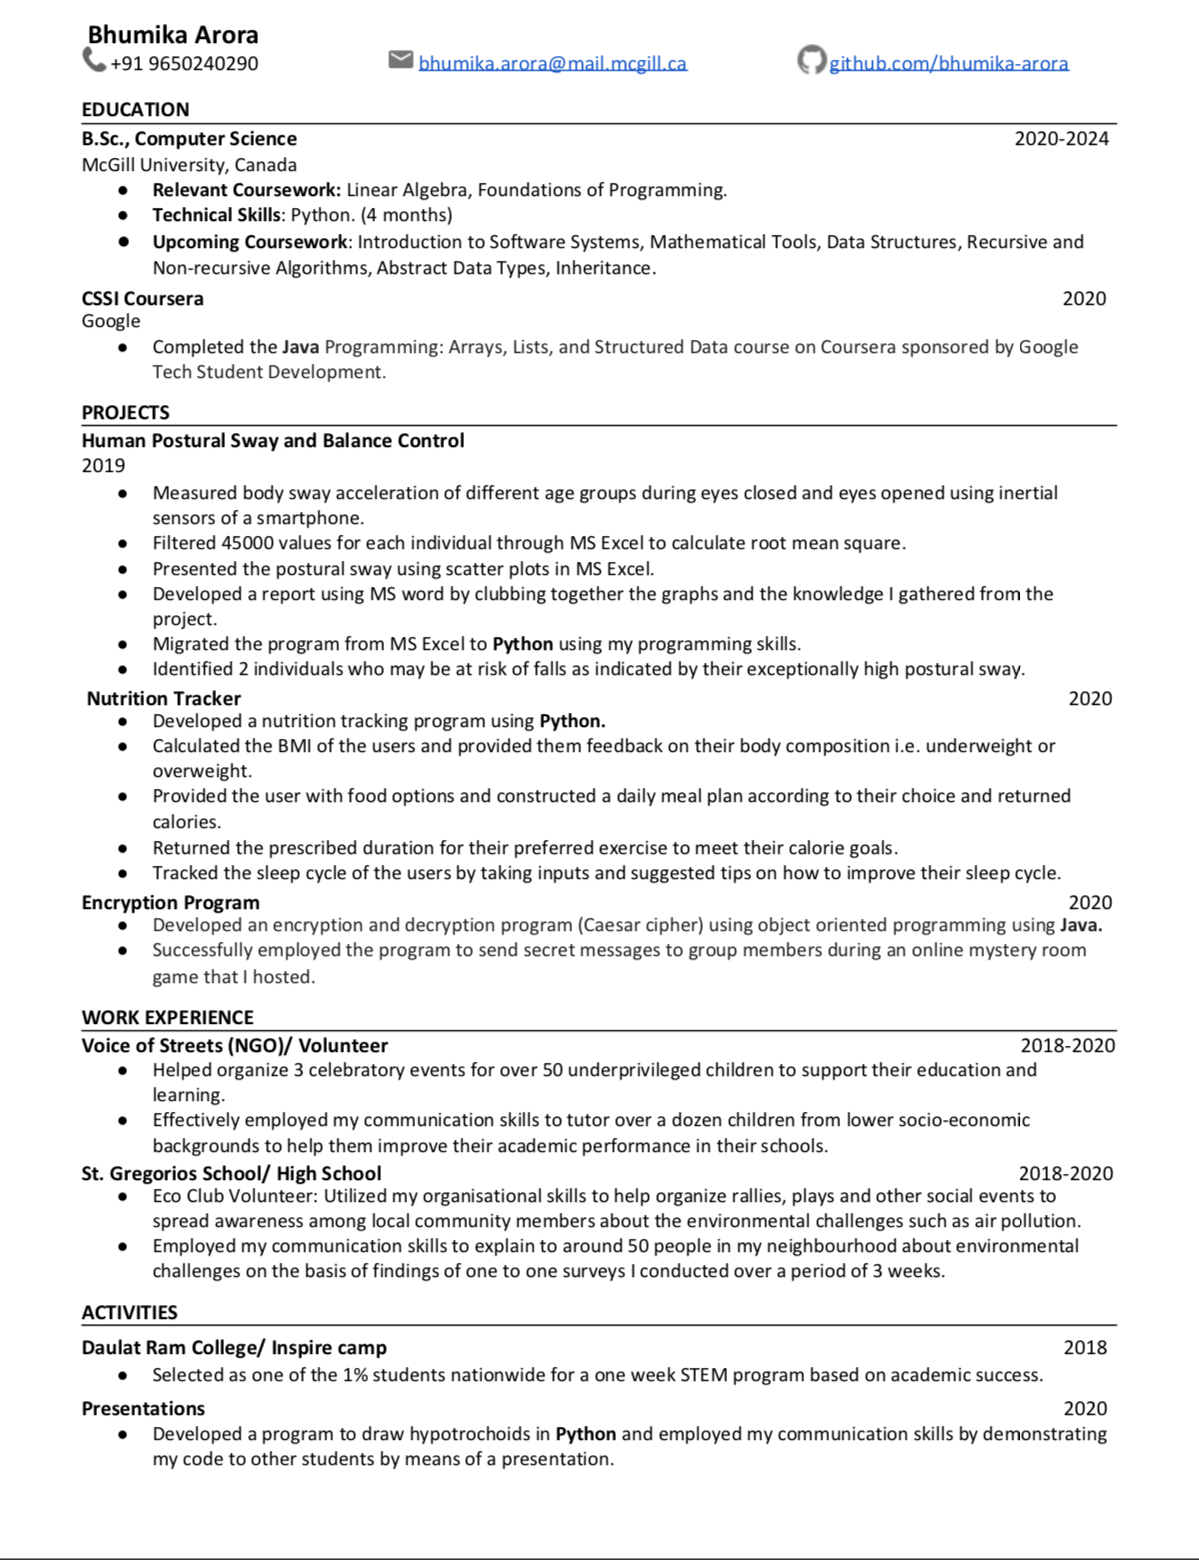 Bhumika Arora
+91 9650240290 bhumika.arora@mail.mcgill.ca github.com/bhumika-arora
EDUCATION
B.Sc., Computer Science 2020-2024
McGill University, Canada
● Relevant Coursework: Linear Algebra, Foundations of Programming.
● Technical Skills: Python. (4 months)
● Upcoming Coursework: Introduction to Software Systems, Mathematical Tools, Data Structures, Recursive and
Non-recursive Algorithms, Abstract Data Types, Inheritance.
CSSI Coursera 2020
Google
● Completed the Java Programming: Arrays, Lists, and Structured Data course on Coursera sponsored by Google
Tech Student Development.
PROJECTS
Human Postural Sway and Balance Control
2019
● Measured body sway acceleration of different age groups during eyes closed and eyes opened using inertial
sensors of a smartphone.
● Filtered 45000 values for each individual through MS Excel to calculate root mean square.
● Presented the postural sway using scatter plots in MS Excel.
● Developed a report using MS word by clubbing together the graphs and the knowledge I gathered from the
project.
● Migrated the program from MS Excel to Python using my programming skills.
● Identified 2 individuals who may be at risk of falls as indicated by their exceptionally high postural sway.
Nutrition Tracker 2020
● Developed a nutrition tracking program using Python.
● Calculated the BMI of the users and provided them feedback on their body composition i.e. underweight or
overweight.
● Provided the user with food options and constructed a daily meal plan according to their choice and returned
calories.
● Returned the prescribed duration for their preferred exercise to meet their calorie goals.
● Tracked the sleep cycle of the users by taking inputs and suggested tips on how to improve their sleep cycle.
Encryption Program 2020
● Developed an encryption and decryption program (Caesar cipher) using object oriented programming using Java.
● Successfully employed the program to send secret messages to group members during an online mystery room
game that I hosted.
WORK EXPERIENCE
Voice of Streets (NGO)/ Volunteer 2018-2020
● Helped organize 3 celebratory events for over 50 underprivileged children to support their education and
learning.
● Effectively employed my communication skills to tutor over a dozen children from lower socio-economic
backgrounds to help them improve their academic performance in their schools.
St. Gregorios School/ High School 2018-2020
● Eco Club Volunteer: Utilized my organisational skills to help organize rallies, plays and other social events to
spread awareness among local community members about the environmental challenges such as air pollution.
● Employed my communication skills to explain to around 50 people in my neighbourhood about environmental
challenges on the basis of findings of one to one surveys I conducted over a period of 3 weeks.
ACTIVITIES
Daulat Ram College/ Inspire camp 2018
● Selected as one of the 1% students nationwide for a one week STEM program based on academic success.
Presentations 2020
● Developed a program to draw hypotrochoids in Python and employed my communication skills by demonstrating
my code to other students by means of a presentation.